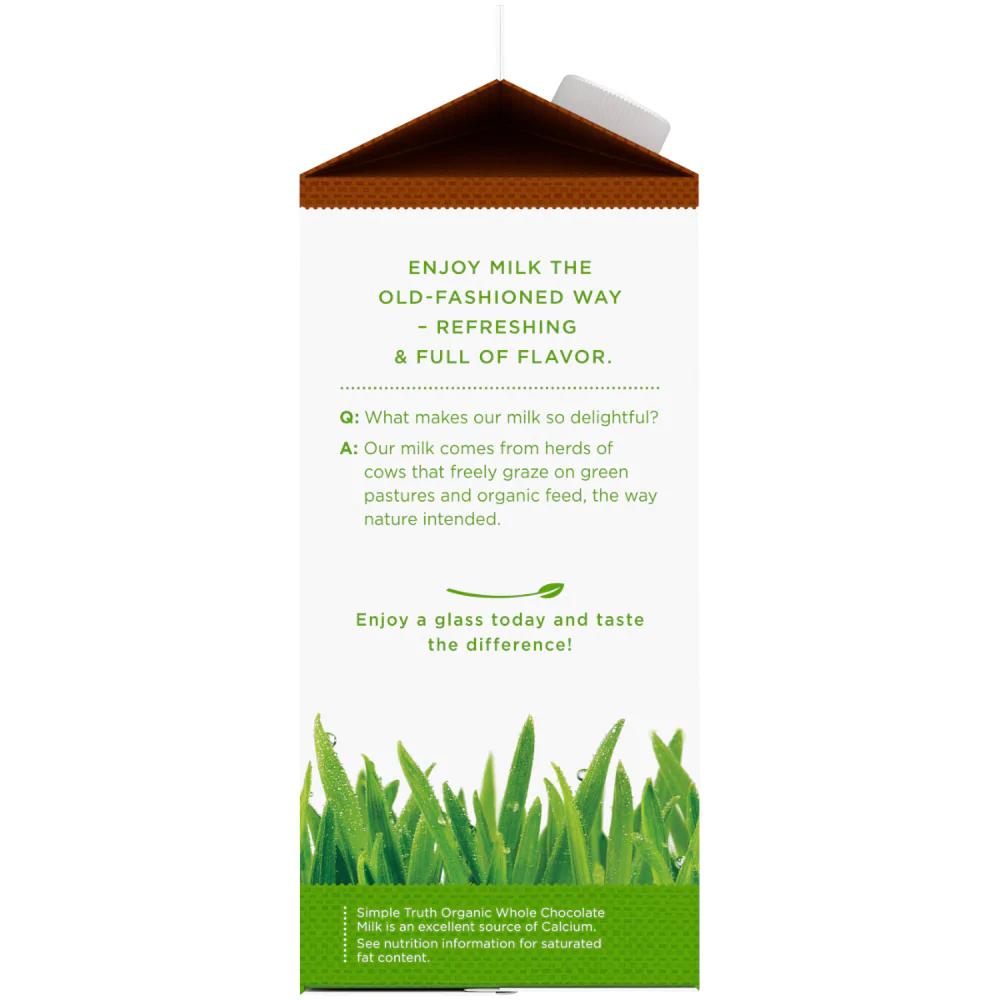 ENJOY MILK THE
OLD-FASHIONED WAY
– REFRESHING
& FULL OF FLAVOR.
Q: What makes our milk so delightful?
A: Our milk comes from herds of
cows that freely graze on green
pastures and organic feed, the way
nature intended.
Enjoy a glass today and taste
the difference!
Simple Truth Organic Whole Chocolate
Milk is an excellent source of Calcium.
See nutrition information for saturated
fat content.